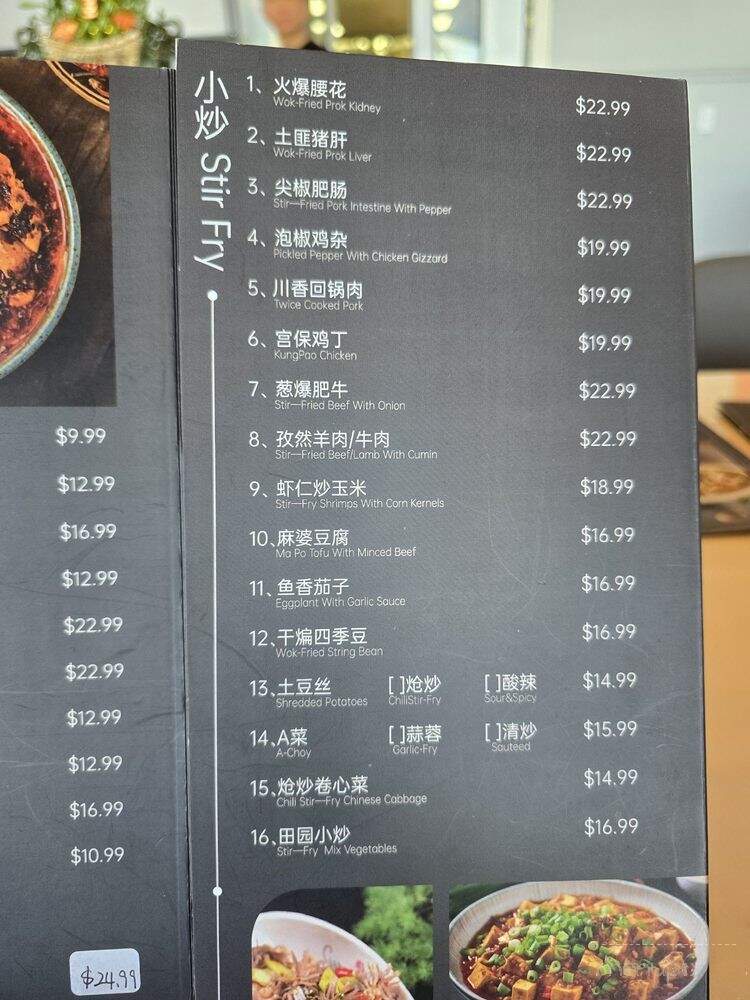 小炒 Stir Fry
1、火爆腰花
Wok-Fried Prok Kidney
$22.99
2、土匪猪肝
Wok-Fried Prok Liver
$22.99
3、尖椒肥肠
Stir—Fried Pork Intestine With Pepper
$22.99
4、泡椒鸡杂
Pickled Pepper With Chicken Gizzard
$19.99
5、川香回锅肉
Twice Cooked Pork
$19.99
6、宫保鸡丁
KungPao Chicken
$19.99
7、葱爆肥牛
Stir—Fried Beef With Onion
$22.99
8、孜然羊肉/牛肉
Stir—Fried Beef/Lamb With Cumin
$22.99
9、虾仁炒玉米
Stir—Fry Shrimps With Corn Kernels
$18.99
10、麻婆豆腐
Ma Po Tofu With Minced Beef
$16.99
11、鱼香茄子
Eggplant With Garlic Sauce
$16.99
12、干煸四季豆
Wok-Fried String Bean
$16.99
13、土豆丝 [ ]炝炒 [ ]酸辣 $14.99
Shredded Potatoes ChiliStir-Fry Sour&Spicy
14、A菜 [ ]蒜蓉 [ ]清炒 $15.99
A-Choy Garlic-Fry Sauteed
15、炝炒卷心菜
Chili Stir—Fry Chinese Cabbage
$14.99
16、田园小炒
Stir—Fry Mix Vegetables
$16.99
$9.99
$12.99
$16.99
$12.99
$22.99
$22.99
$12.99
$12.99
$16.99
$10.99
$24.99